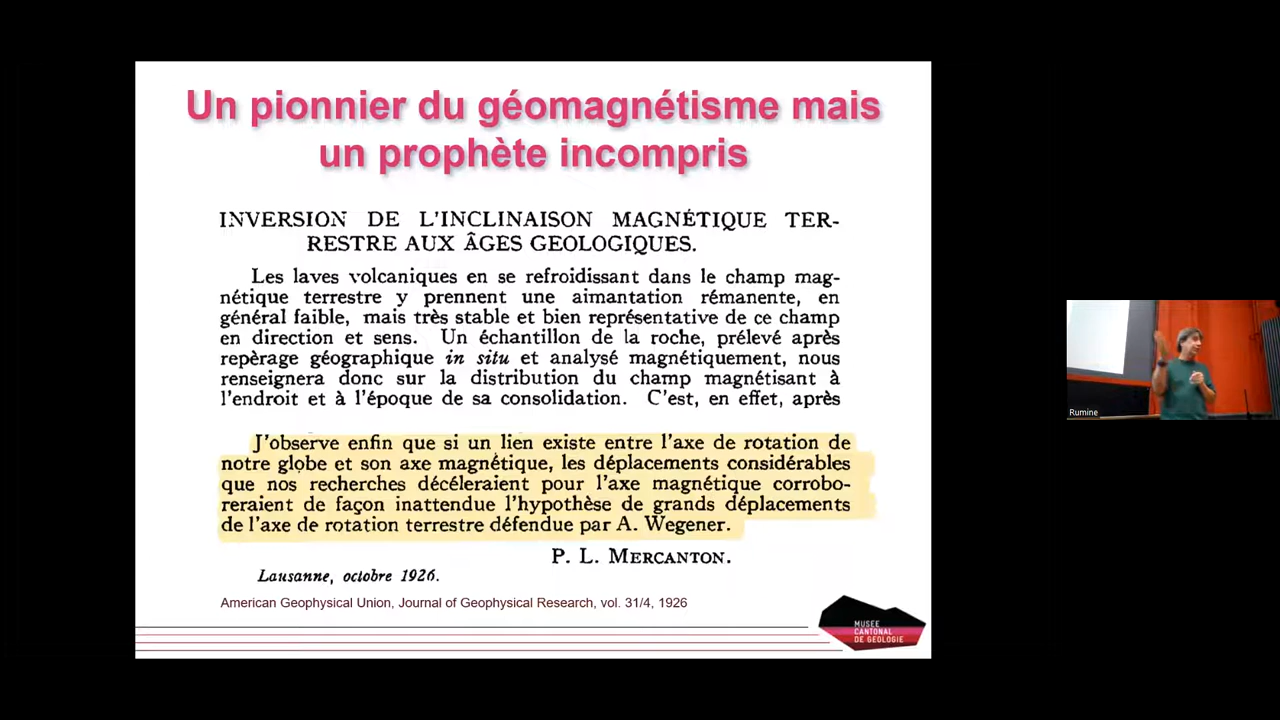 Un pionnier du géomagnétisme mais
un prophète incompris
INVERSION DE L'INCLINAISON MAGNÉTIQUE TER-
RESTRE AUX ÂGES GEOLOGIQUES.
Les laves volcaniques en se refroidissant dans le champ mag-
nétique terrestre y prennent une aimantation rémanente, en
général faible, mais très stable et bien représentative de ce champ
en direction et sens. Un échantillon de la roche, prélevé après
repèrage géographique in situ et analysé magnétiquement, nous
renseignera donc sur la distribution du champ magnétisant à
l'endroit et à l'époque de sa consolidation. C'est, en effet, après
J'observe enfin que si un lien existe entre l'axe de rotation de
notre globe et son axe magnétique, les déplacements considérables
que nos recherches décéleraient pour l'axe magnétique corrobo-
reraient de façon inattendue l'hypothèse de grands déplacements
de l'axe de rotation terrestre défendue par A. Wegener.
P. L. MERCANTON.
Lausanne, octobre 1926.
American Geophysical Union, Journal of Geophysical Research, vol. 31/4, 1926
MUSEE
CANTONAL
DE GEOLOGIE
Rumine